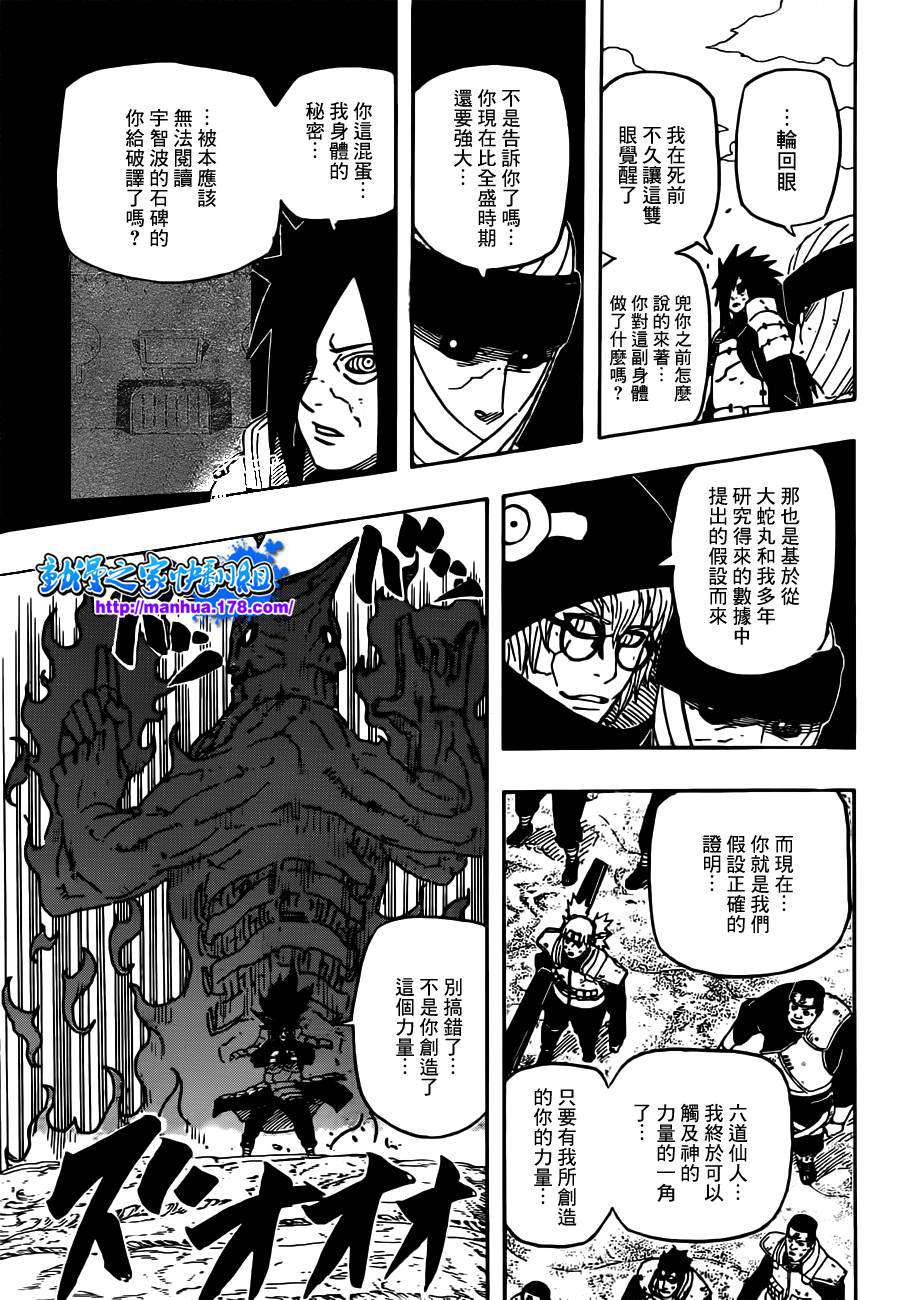 …輪回眼
我在死前
不久讓這雙
眼覺醒了
兜你之前怎麼
說的來著…
你對這副身體
做了什麼嗎?
不是告訴你了嗎…
你現在比全盛時期
還要強大…
你這混蛋…
我身體的
秘密…
…被本應該
無法閱讀
宇智波的石碑的
你給破譯了嗎?
那也是基於從
大蛇丸和我多年
研究得來的數據中
提出的假設而來
而現在…
你就是我們
假設正確的
證明…
六道仙人…
我終於可以
觸及神的
力量的一角
了…
只要有我所創造
的你的力量…
別搞錯了…
不是你創造了
這個力量…
動漫之家快翻組
http://manhua.178.com/
ズオオオ